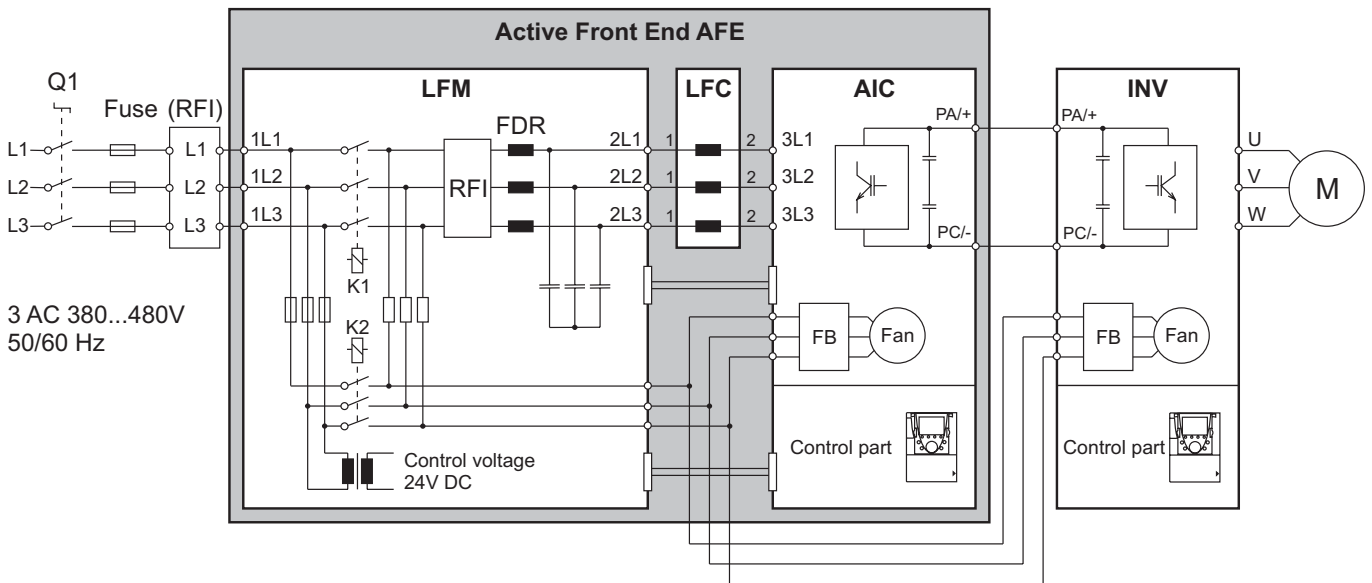 Active Front End AFE
LFM
LFC
AIC
INV
Q1
Fuse (RFI)
FDR
PA/+
PA/+
L1
L1
1L1
2L1
1
2
3L1
U
L2
L2
1L2
RFI
2L2
1
2
3L2
V
M
L3
L3
1L3
2L3
1
2
3L3
W
PC/-
PC/-
K1
3 AC 380...480V
50/60 Hz
K2
FB
Fan
FB
Fan
Control voltage
24V DC
Control part
Control part